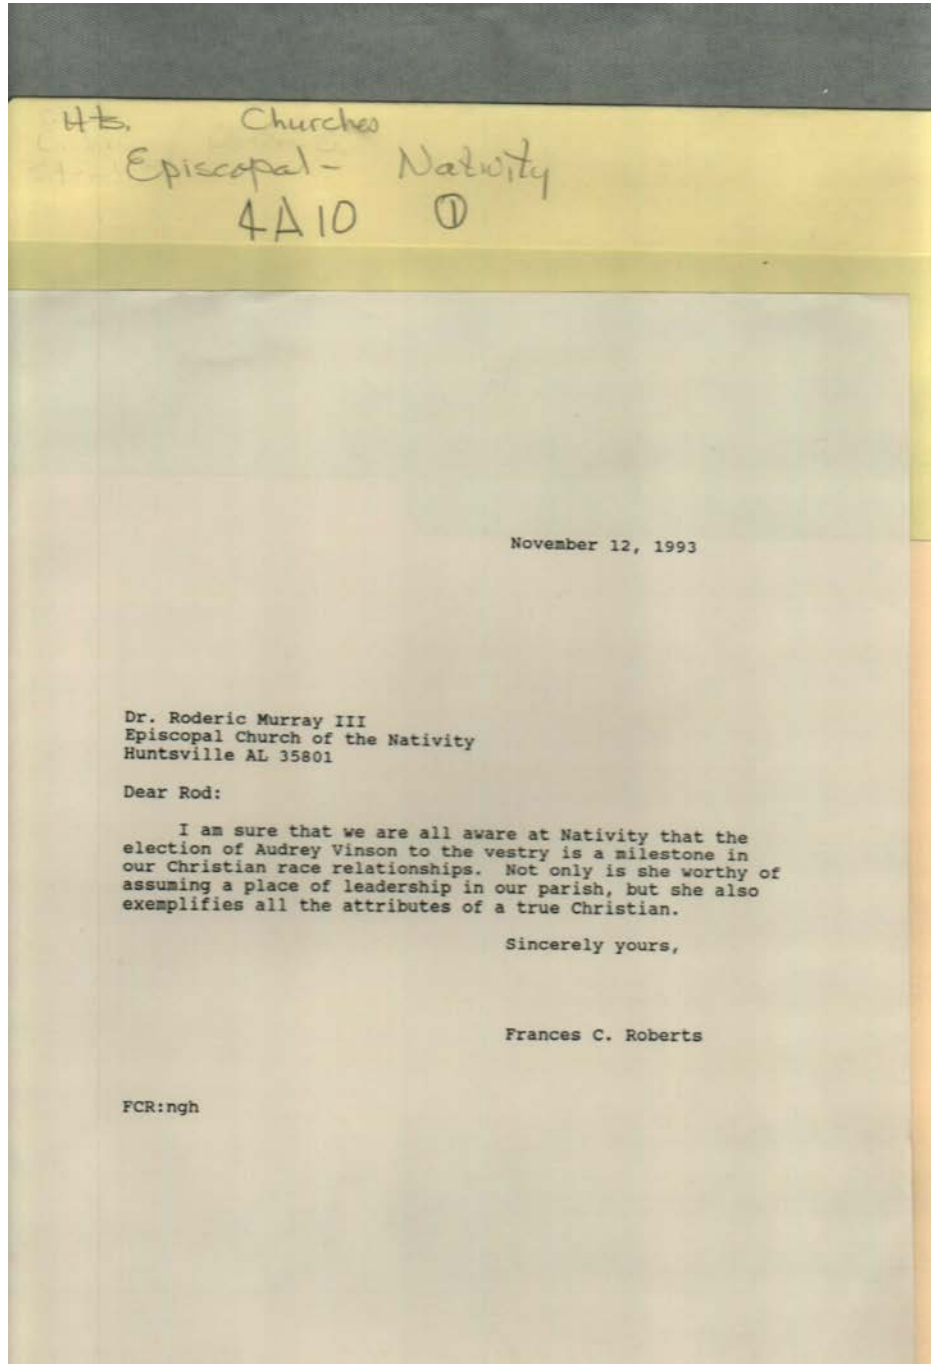 Hts. Churches
Episcopal- Nativity
4A10 ①
November 12, 1993
Dr. Roderic Murray III
Episcopal Church of the Nativity
Huntsville AL 35801
Dear Rod:
I am sure that we are all aware at Nativity that the
election of Audrey Vinson to the vestry is a milestone in
our Christian race relationships. Not only is she worthy of
assuming a place of leadership in our parish, but she also
exemplifies all the attributes of a true Christian.
Sincerely yours,
Frances C. Roberts
FCR:ngh